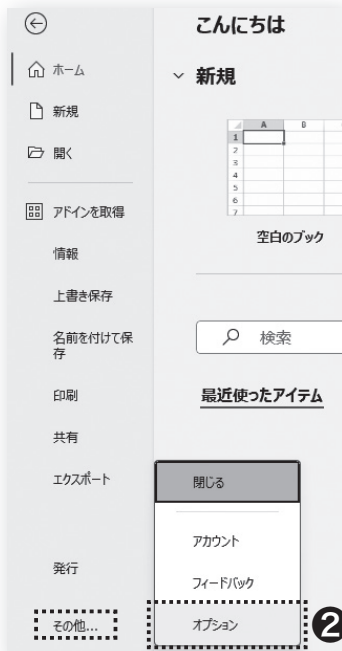 こんにちは
ホーム
新規
新規
開く
A B
1
2
3
4
5
6
7
空白のブック
アドインを取得
情報
上書き保存
名前を付けて保
存
検索
印刷
最近使ったアイテム
共有
エクスポート
閉じる
アカウント
発行
フィードバック
その他...
オプション
❷